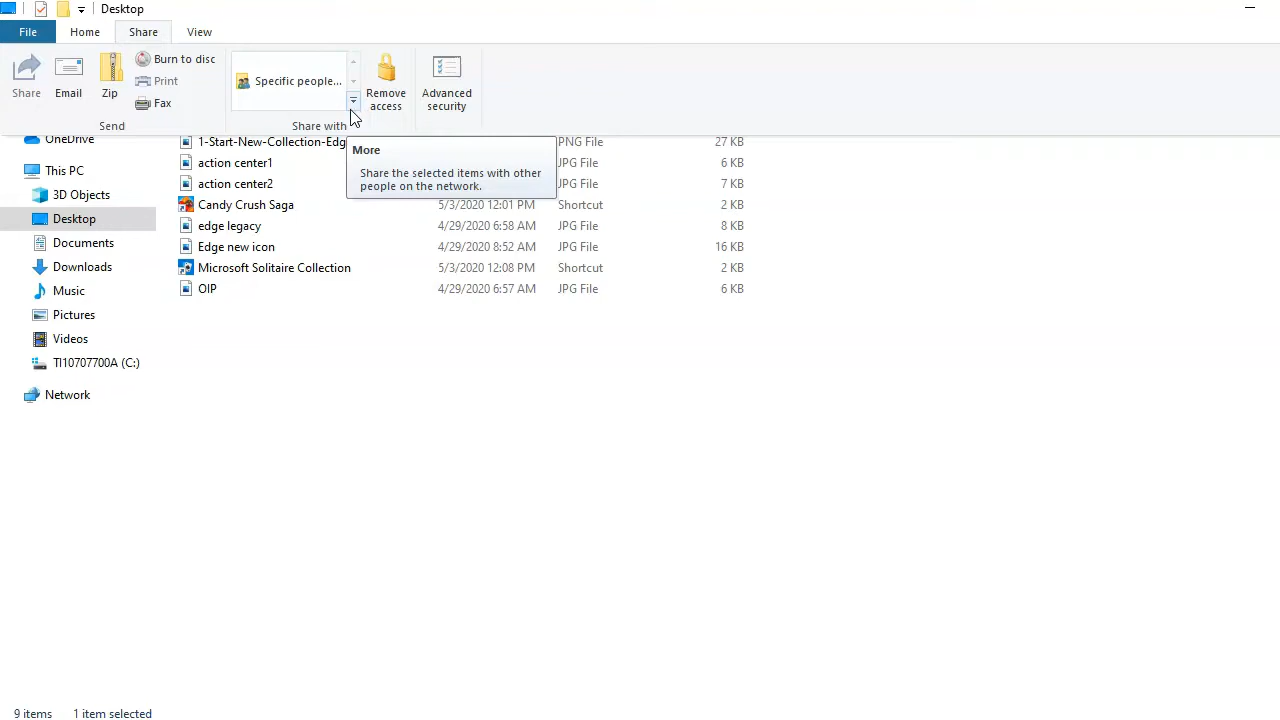 Desktop
File Home Share View
Share Email Zip Burn to disc Print Fax
Specific people...
Remove access
Advanced security
Send
Share with
More
Share the selected items with other
people on the network.
OneDrive
This PC
3D Objects
Desktop
Documents
Downloads
Music
Pictures
Videos
TI10707700A (C:)
Network
1-Start-New-Collection-Edg PNG File 27 KB
action center1 JPG File 6 KB
action center2 JPG File 7 KB
Candy Crush Saga 5/3/2020 12:01 PM Shortcut 2 KB
edge legacy 4/29/2020 6:58 AM JPG File 8 KB
Edge new icon 4/29/2020 8:52 AM JPG File 16 KB
Microsoft Solitaire Collection 5/3/2020 12:08 PM Shortcut 2 KB
OIP 4/29/2020 6:57 AM JPG File 6 KB
9 items 1 item selected